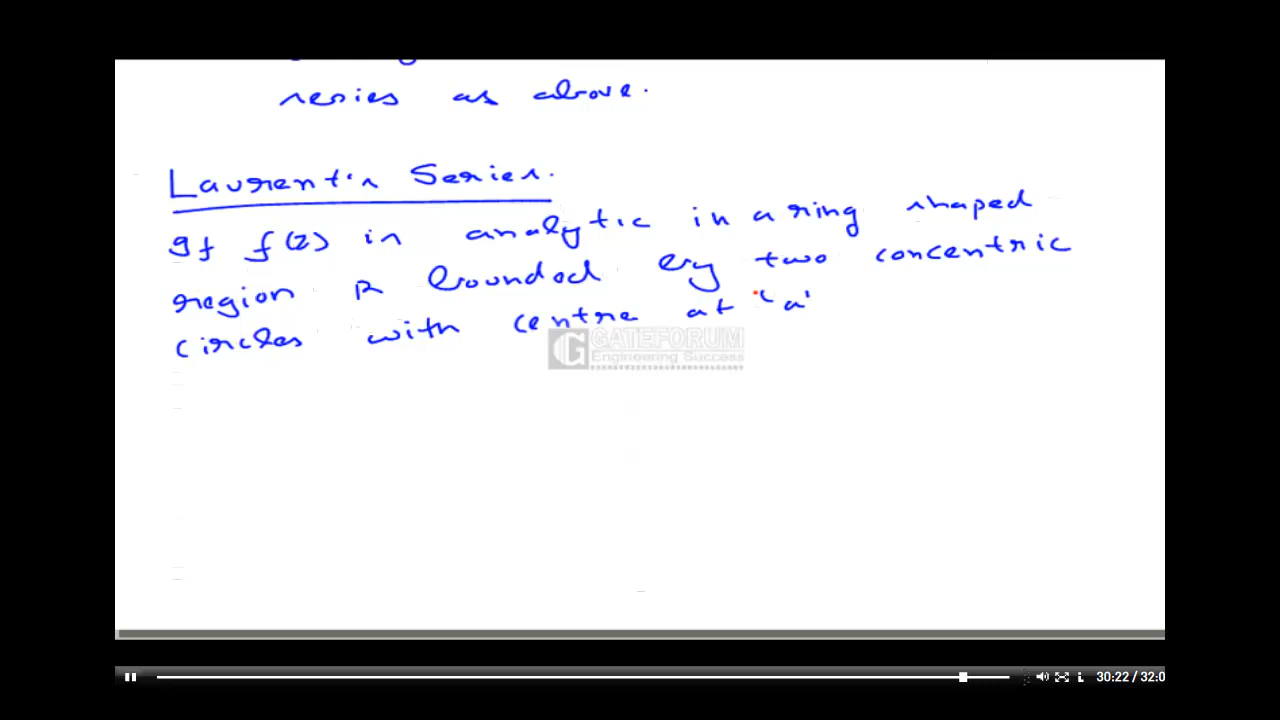 series as above.
Laurent's Series.
If f(z) is analytic in a ring shaped
region R bounded by two concentric
circles with centre at 'a'
GATEFORUM
Engineering Success
30:22 / 32:0